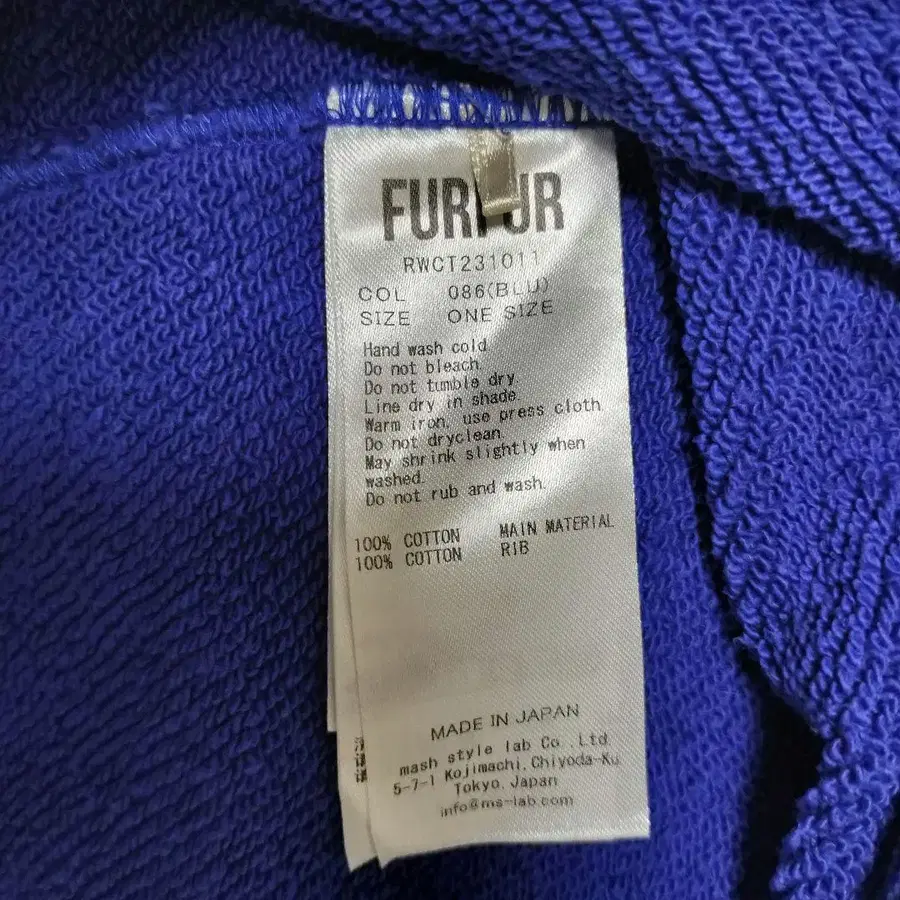 FURFUR
RWCT231011
COL 086(BLU)
SIZE ONE SIZE
Hand wash cold.
Do not bleach.
Do not tumble dry.
Line dry in shade.
Warm iron, use press cloth.
Do not dryclean.
May shrink slightly when
washed.
Do not rub and wash.
100% COTTON MAIN MATERIAL
100% COTTON RIB
MADE IN JAPAN
mash style lab Co.,Ltd.
5-7-1 Kojimachi, Chiyoda-Ku,
Tokyo, Japan
info@ms-lab.com